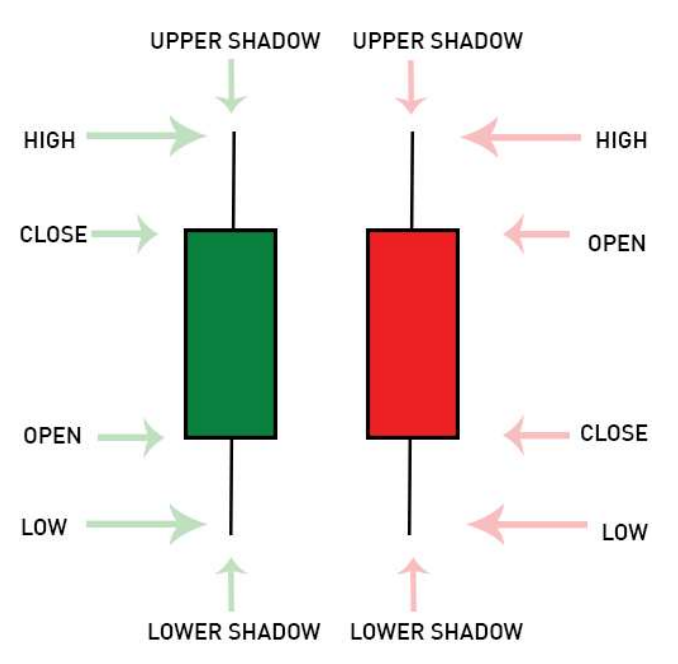 UPPER SHADOW UPPER SHADOW
HIGH HIGH
CLOSE OPEN
OPEN CLOSE
LOW LOW
LOWER SHADOW LOWER SHADOW